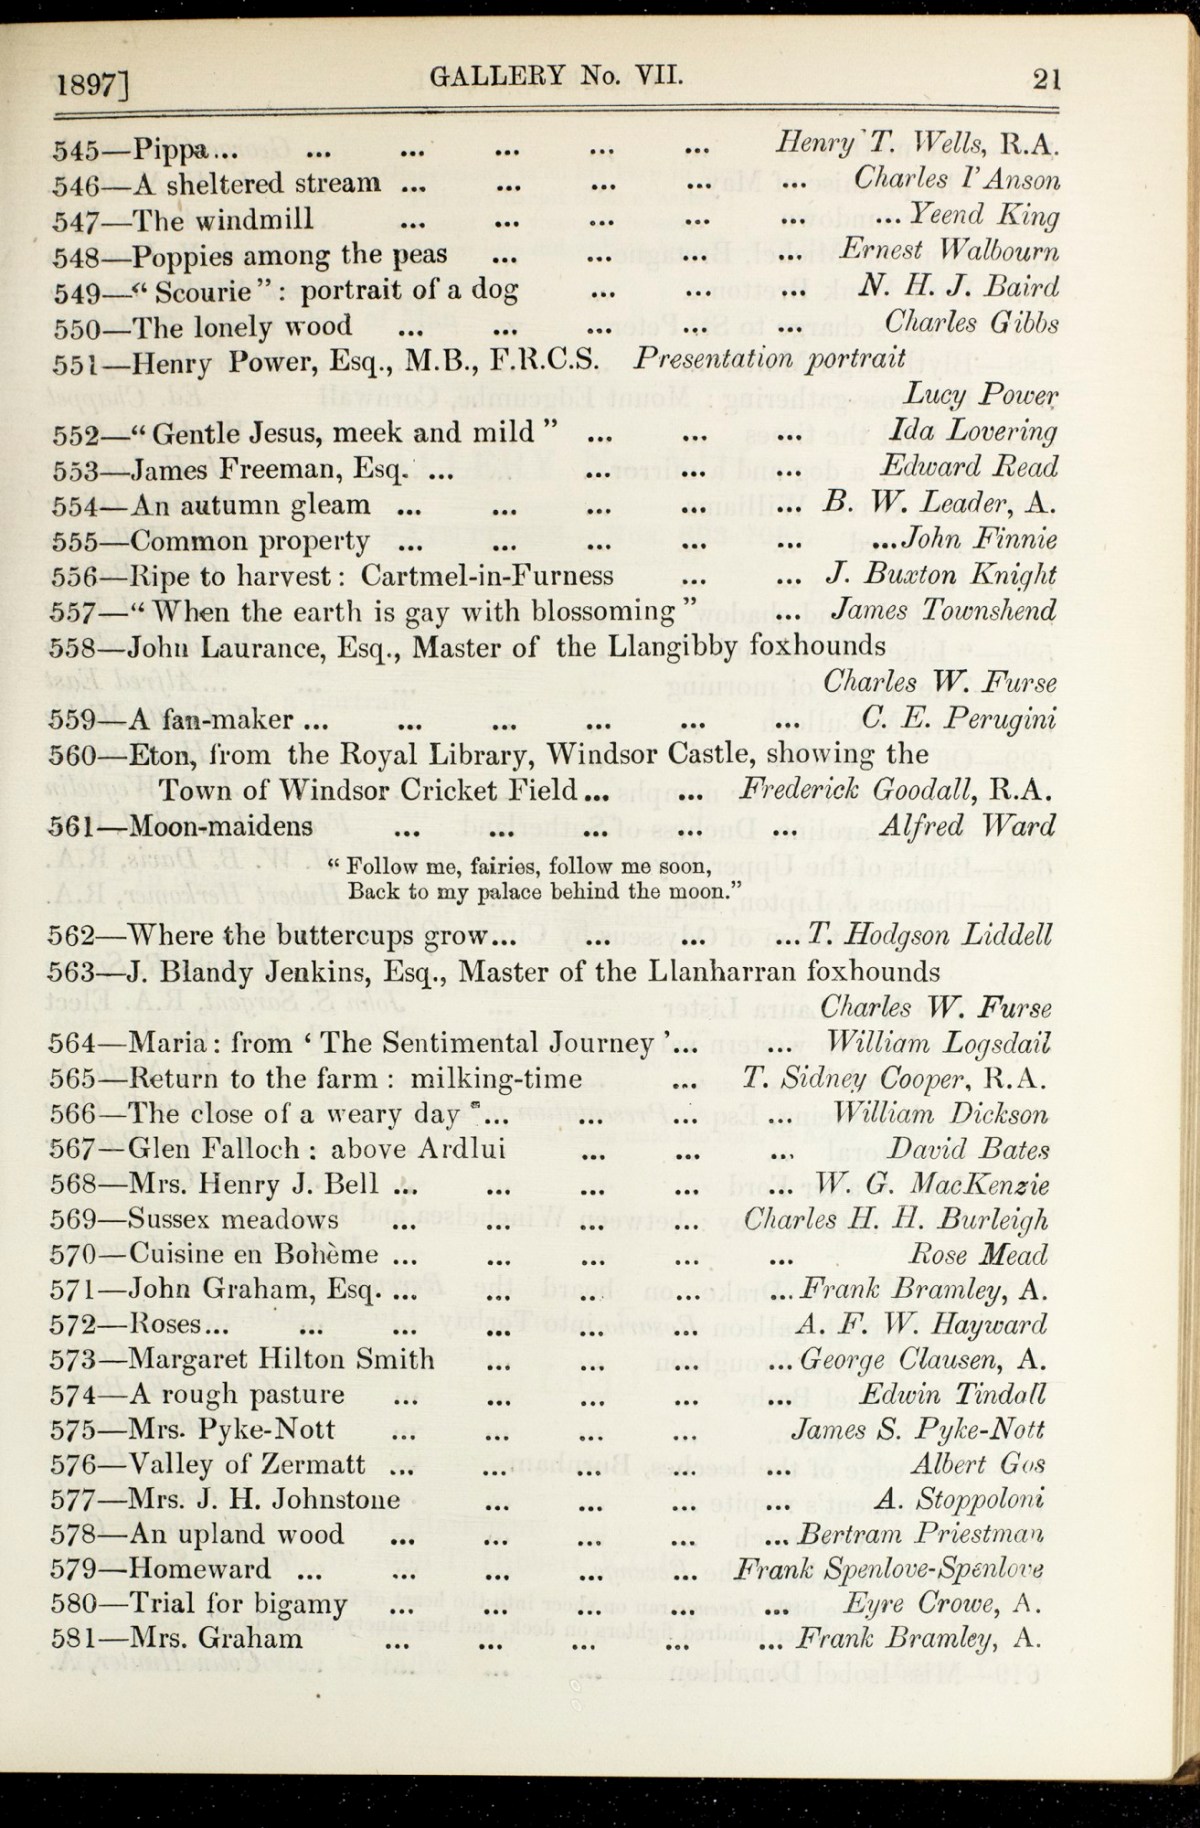 1897] GALLERY No. VII. 21
545—Pippa... ... ... ... ... ... Henry T. Wells, R.A.
546—A sheltered stream ... ... ... ... ... Charles l'Anson
547—The windmill ... ... ... ... ... ... Yeend King
548—Poppies among the peas ... ... ... ... Ernest Walbourn
549—“ Scourie ” : portrait of a dog ... ... ... N. H. J. Baird
550—The lonely wood ... ... ... ... ... Charles Gibbs
551—Henry Power, Esq., M.B., F.R.C.S. Presentation portrait
Lucy Power
552—“ Gentle Jesus, meek and mild ” ... ... ... Ida Lovering
553—James Freeman, Esq. ... ... ... ... Edward Read
554—An autumn gleam ... ... ... ... ... B. W. Leader, A.
555—Common property ... ... ... ... ... ...John Finnie
556—Ripe to harvest : Cartmel-in-Furness ... ... J. Buxton Knight
557—“ When the earth is gay with blossoming ” ... James Townshend
558—John Laurance, Esq., Master of the Llangibby foxhounds
Charles W. Furse
559—A fan-maker ... ... ... ... ... ... C. E. Perugini
560—Eton, from the Royal Library, Windsor Castle, showing the
Town of Windsor Cricket Field ... ... Frederick Goodall, R.A.
561—Moon-maidens ... ... ... ... ... Alfred Ward
“ Follow me, fairies, follow me soon,
Back to my palace behind the moon.”
562—Where the buttercups grow... ... ... ... T. Hodgson Liddell
563—J. Blandy Jenkins, Esq., Master of the Llanharran foxhounds
Charles W. Furse
564—Maria : from ‘ The Sentimental Journey ’... ... William Logsdail
565—Return to the farm : milking-time ... T. Sidney Cooper, R.A.
566—The close of a weary day ... ... ... ... William Dickson
567—Glen Falloch : above Ardlui ... ... ... David Bates
568—Mrs. Henry J. Bell ... ... ... ... ... W. G. MacKenzie
569—Sussex meadows ... ... ... ... Charles H. H. Burleigh
570—Cuisine en Bohème ... ... ... ... ... Rose Mead
571—John Graham, Esq. ... ... ... ... ... Frank Bramley, A.
572—Roses... ... ... ... ... ... A. F. W. Hayward
573—Margaret Hilton Smith ... ... ... ... George Clausen, A.
574—A rough pasture ... ... ... ... ... Edwin Tindall
575—Mrs. Pyke-Nott ... ... ... ... James S. Pyke-Nott
576—Valley of Zermatt ... ... ... ... ... Albert Gos
577—Mrs. J. H. Johnstone ... ... ... ... A. Stoppoloni
578—An upland wood ... ... ... ... ... Bertram Priestman
579—Homeward ... ... ... ... ... Frank Spenlove-Spenlove
580—Trial for bigamy ... ... ... ... ... Eyre Crowe, A.
581—Mrs. Graham ... ... ... ... ... Frank Bramley, A.